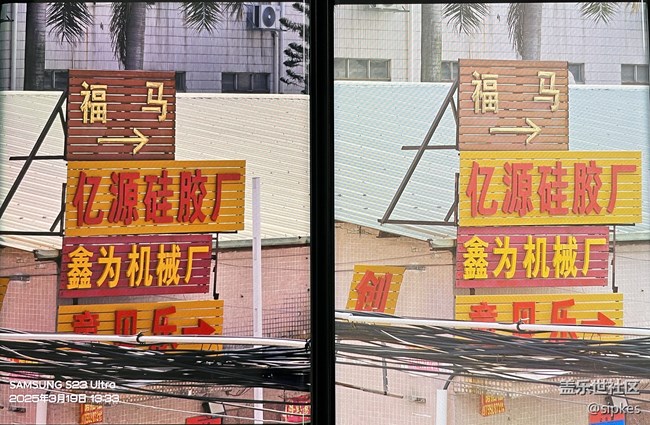 福马
亿源硅胶厂
鑫为机械厂
SAMSUNG S23 Ultra
2025年3月19日 13:33
福马
亿源硅胶厂
鑫为机械厂
创
盖乐世社区
@sipkes